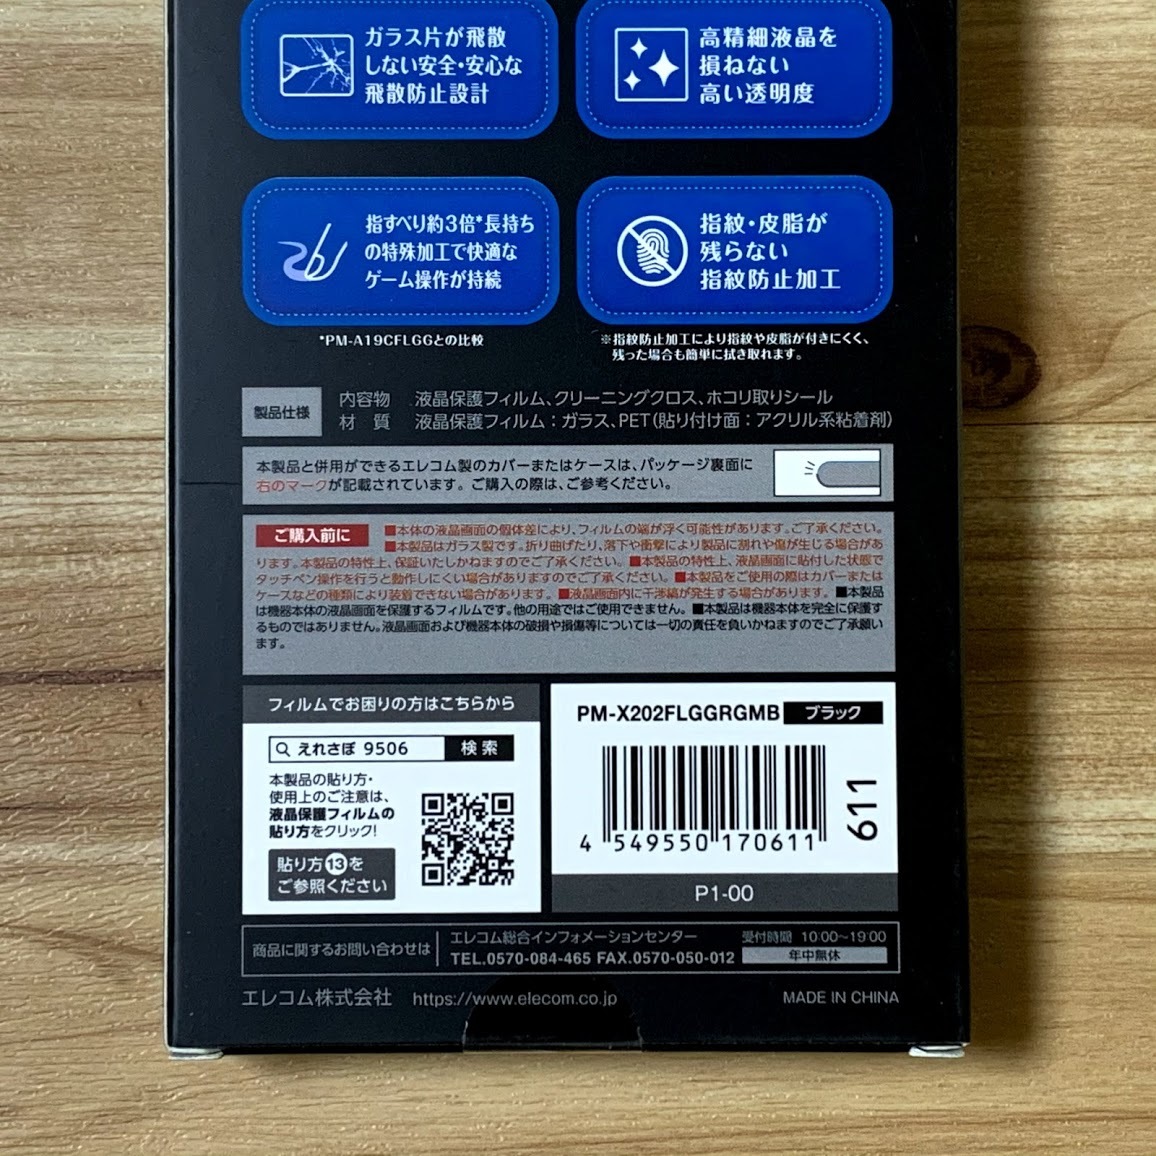 ガラス片が飛散
しない安全・安心な
飛散防止設計
高精細液晶を
損ねない
高い透明度
指すべり約3倍*長持ち
の特殊加工で快適な
ゲーム操作が持続
指紋・皮脂が
残らない
指紋防止加工
*PM-A19CFLGGとの比較
※指紋防止加工により指紋や皮脂が付きにくく、
残った場合も簡単に拭き取れます。
製品仕様
内容物 液晶保護フィルム、クリーニングクロス、ホコリ取りシール
材質 液晶保護フィルム：ガラス、PET（貼り付け面：アクリル系粘着剤）
本製品と併用ができるエレコム製のカバーまたはケースは、パッケージ裏面に
右のマークが記載されています。ご購入の際は、ご参考ください。
ご購入前に
■本体の液晶画面の個体差により、フィルムの端が浮く可能性があります。ご了承ください。
■本製品はガラス製です。折り曲げたり、落下や衝撃により製品に割れや傷が生じる場合があ
ります。本製品の特性上、保証いたしかねますのでご了承ください。■本製品の特性上、液晶画面に貼付した状態で
タッチペン操作を行うと動作しにくい場合がありますのでご了承ください。■本製品をご使用の際はカバーまたは
ケースなどの種類により装着できない場合があります。■液晶画面内に干渉縞が発生する場合があります。■本製品
は機器本体の液晶画面を保護するフィルムです。他の用途ではご使用できません。■本製品は機器本体を完全に保護す
るものではありません。液晶画面および機器本体の破損や損傷等については一切の責任を負いかねますのでご了承願い
ます。
フィルムでお困りの方はこちらから
えれさぽ 9506 検索
本製品の貼り方・
使用上のご注意は、
液晶保護フィルムの
貼り方をクリック!
貼り方⑬を
ご参照ください
PM-X202FLGGRGMB ブラック
4 549550 170611
611
P1-00
商品に関するお問い合わせは
エレコム総合インフォメーションセンター
TEL.0570-084-465 FAX.0570-050-012
受付時間 10:00〜19:00
年中無休
エレコム株式会社 https://www.elecom.co.jp
MADE IN CHINA